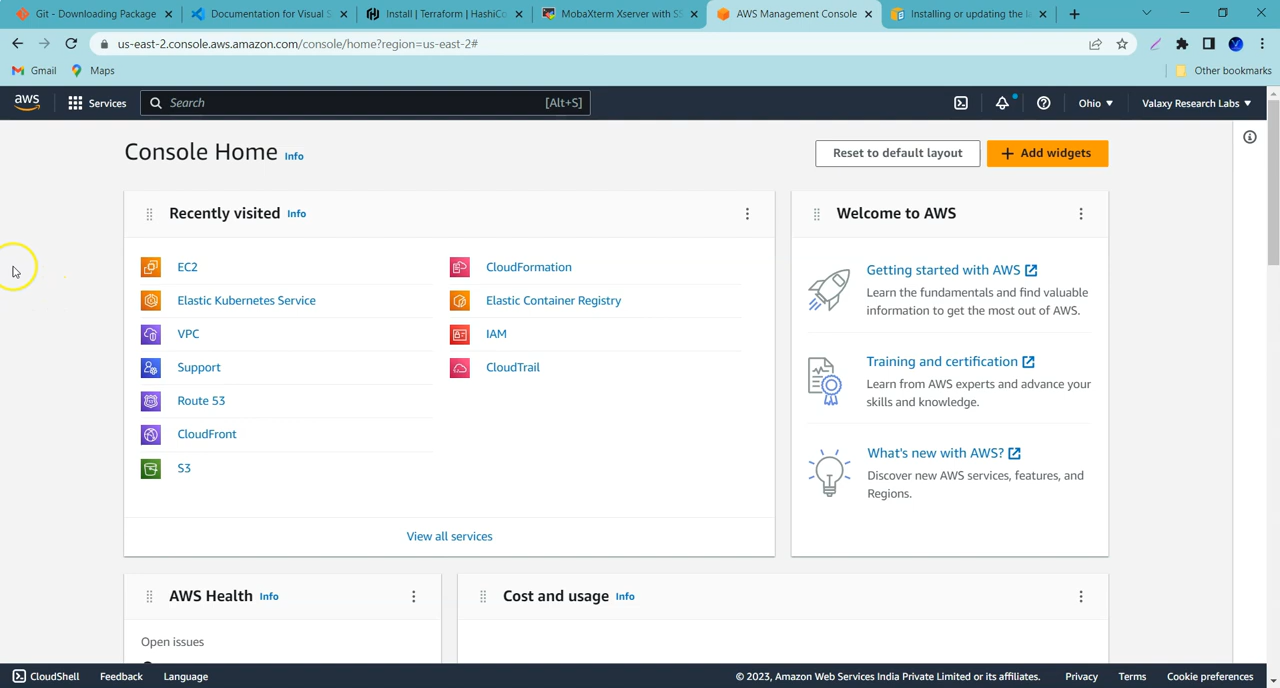 Git - Downloading Package
Documentation for Visual S
Install | Terraform | HashiCo
MobaXterm Xserver with SS
AWS Management Console
Installing or updating the la
us-east-2.console.aws.amazon.com/console/home?region=us-east-2#
Gmail
Maps
Other bookmarks
aws
Services
Search
[Alt+S]
Ohio
Valaxy Research Labs
Console Home Info
Reset to default layout
Add widgets
Recently visited Info
EC2
Elastic Kubernetes Service
VPC
Support
Route 53
CloudFront
S3
CloudFormation
Elastic Container Registry
IAM
CloudTrail
View all services
Welcome to AWS
Getting started with AWS
Learn the fundamentals and find valuable
information to get the most out of AWS.
Training and certification
Learn from AWS experts and advance your
skills and knowledge.
What's new with AWS?
Discover new AWS services, features, and
Regions.
AWS Health Info
Open issues
Cost and usage Info
CloudShell
Feedback
Language
© 2023, Amazon Web Services India Private Limited or its affiliates.
Privacy
Terms
Cookie preferences